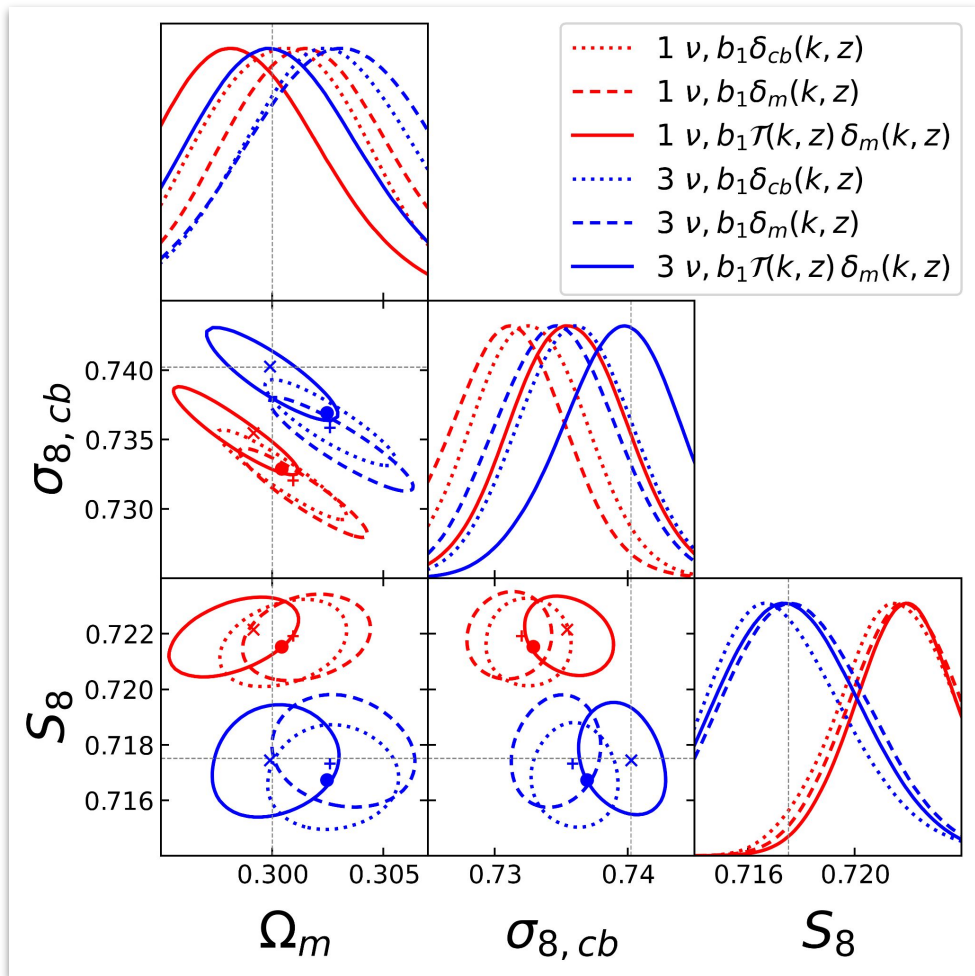 1 ν, b₁δ_cb(k, z)
1 ν, b₁δ_m(k, z)
1 ν, b₁𝒯(k, z) δ_m(k, z)
3 ν, b₁δ_cb(k, z)
3 ν, b₁δ_m(k, z)
3 ν, b₁𝒯(k, z) δ_m(k, z)
0.740
0.735
0.730
σ_8, cb
0.722
0.720
0.718
0.716
S₈
0.300 0.305 0.73 0.74 0.716 0.720
Ω_m σ_8, cb S₈